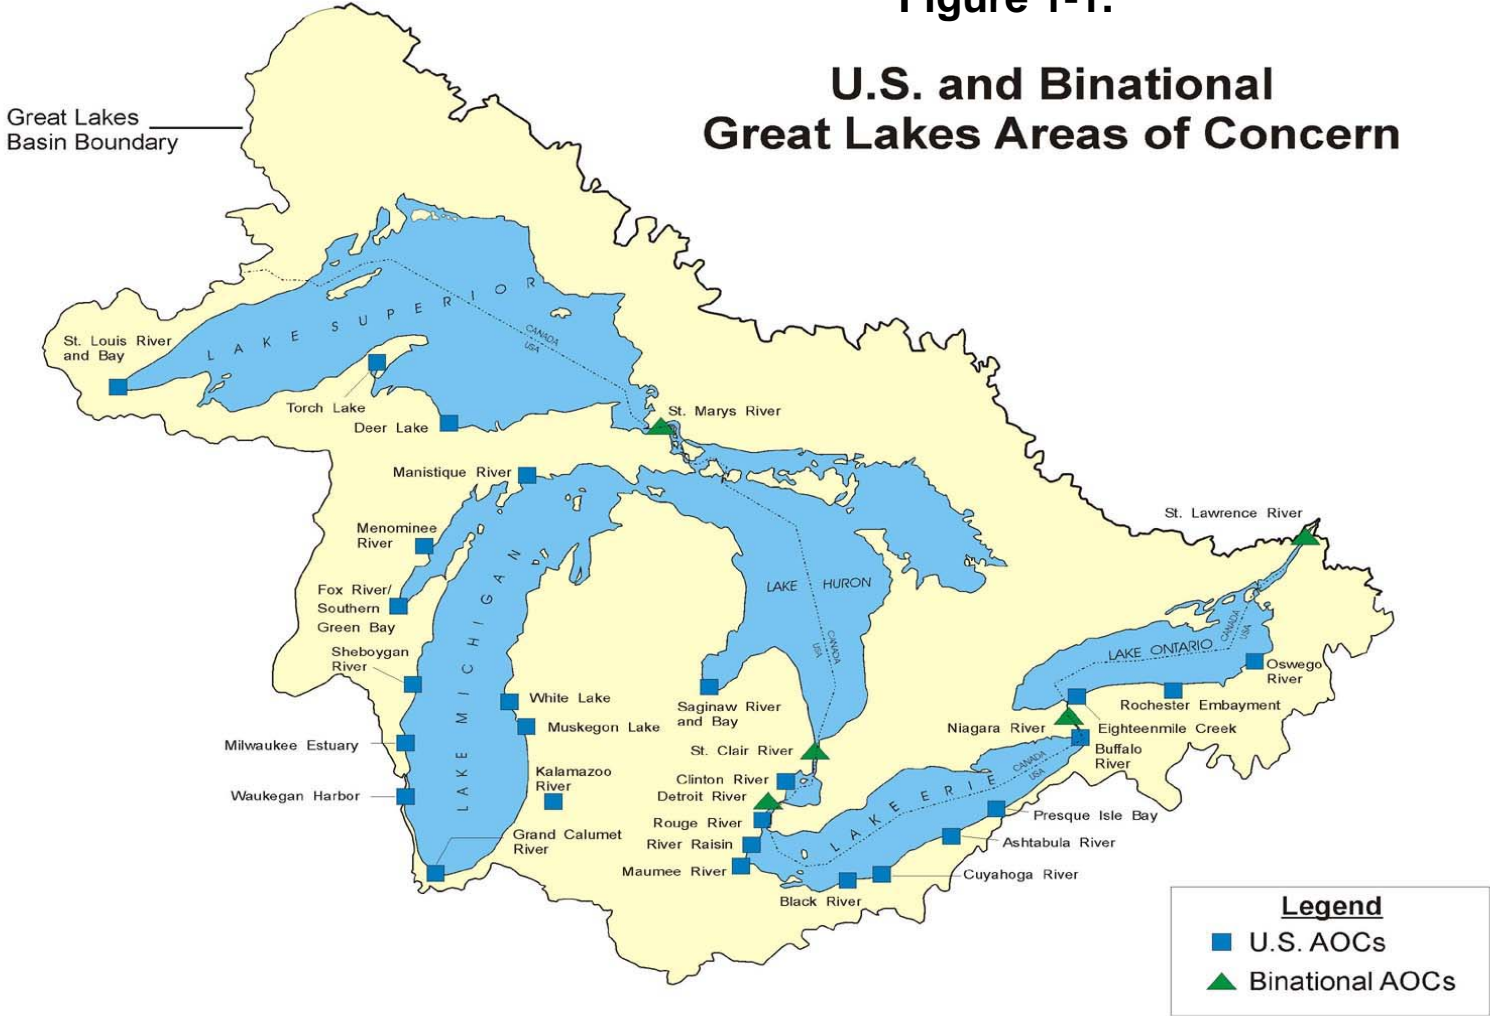 Figure 1-1.
U.S. and Binational
Great Lakes Areas of Concern
Great Lakes
Basin Boundary
LAKE SUPERIOR
CANADA
USA
St. Louis River
and Bay
Torch Lake
Deer Lake
St. Marys River
Manistique River
Menominee
River
Fox River/
Southern
Green Bay
Sheboygan
River
Milwaukee Estuary
Waukegan Harbor
LAKE MICHIGAN
White Lake
Muskegon Lake
Kalamazoo
River
Grand Calumet
River
LAKE HURON
CANADA
USA
Saginaw River
and Bay
St. Clair River
Clinton River
Detroit River
Rouge River
River Raisin
Maumee River
Black River
LAKE ERIE
CANADA
USA
Cuyahoga River
Ashtabula River
Presque Isle Bay
Buffalo
River
Niagara River
Eighteenmile Creek
Rochester Embayment
Oswego
River
LAKE ONTARIO
CANADA
USA
St. Lawrence River
Legend
U.S. AOCs
Binational AOCs